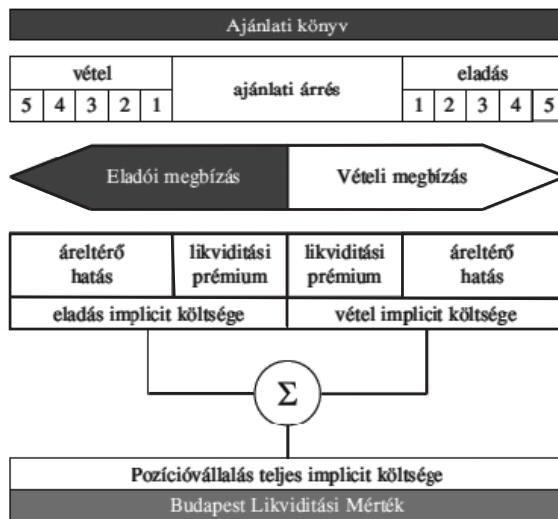 Ajánlati könyv
vétel
ajánlati árrés
eladás
5 4 3 2 1
1 2 3 4 5
Eladói megbízás
Vételi megbízás
áreltérő
hatás
likviditási
prémium
likviditási
prémium
áreltérő
hatás
eladás implicit költsége
vétel implicit költsége
Σ
Pozícióvállalás teljes implicit költsége
Budapest Likviditási Mérték